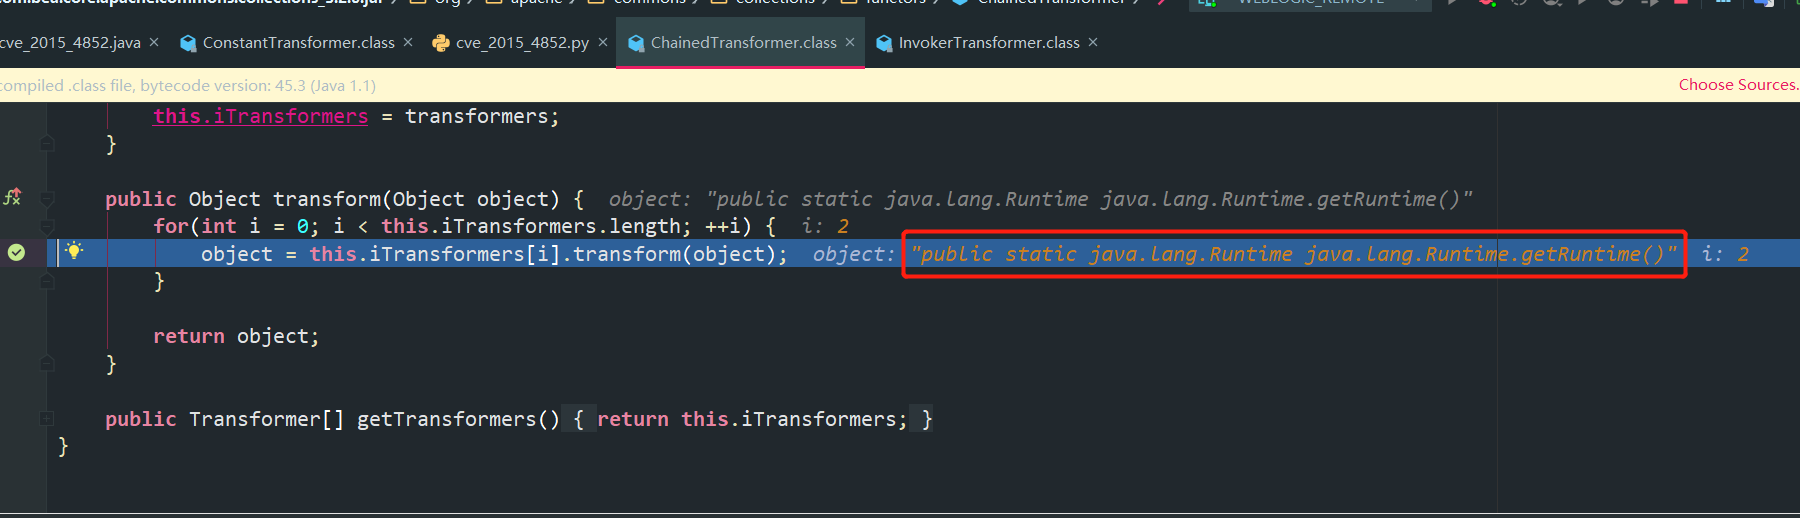 org apache commons collections functors ChainedTransformer WEBLOGIC_REMOTE
cve_2015_4852.java × ConstantTransformer.class × cve_2015_4852.py × ChainedTransformer.class × InvokerTransformer.class ×
compiled .class file, bytecode version: 45.3 (Java 1.1) Choose Sources.
this.iTransformers = transformers;
}
public Object transform(Object object) { object: "public static java.lang.Runtime java.lang.Runtime.getRuntime()"
for(int i = 0; i < this.iTransformers.length; ++i) { i: 2
object = this.iTransformers[i].transform(object); object: "public static java.lang.Runtime java.lang.Runtime.getRuntime()" i: 2
}
return object;
}
public Transformer[] getTransformers() { return this.iTransformers; }
}